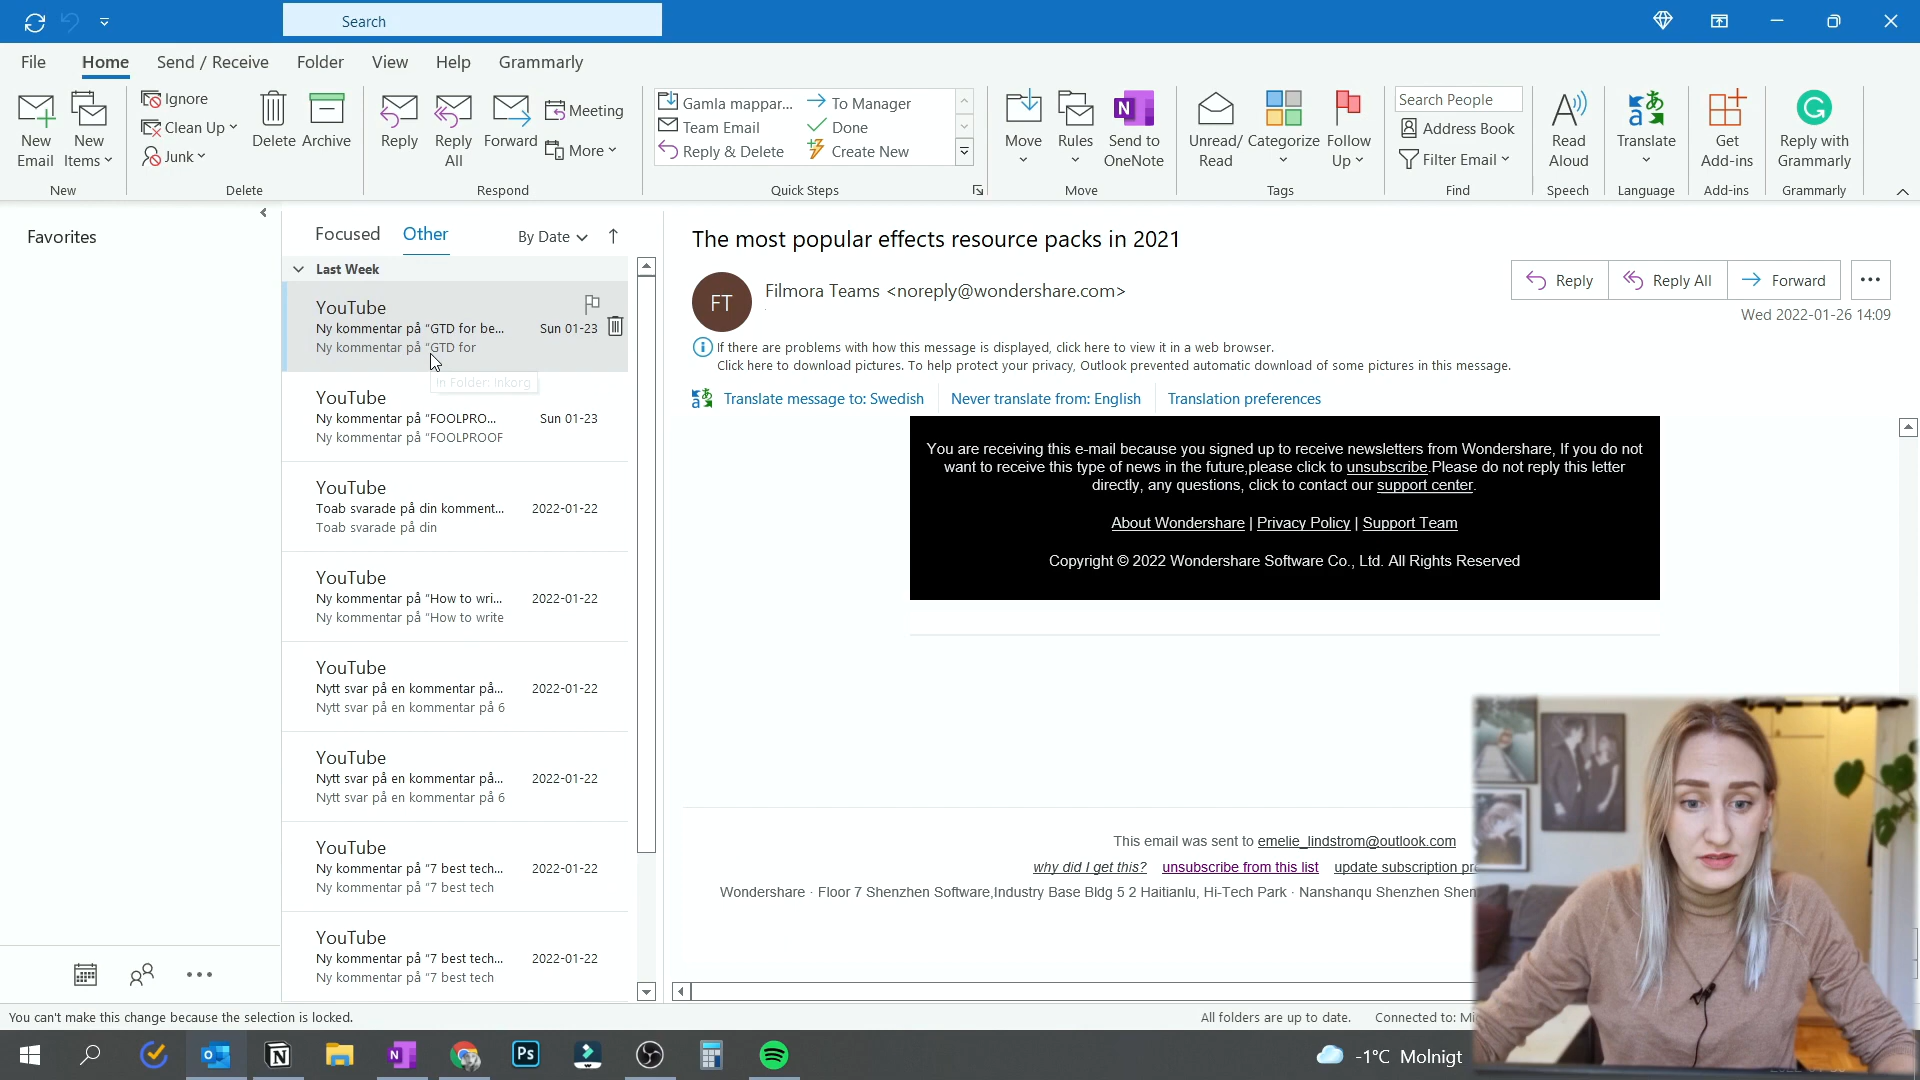 Search
File Home Send / Receive Folder View Help Grammarly
New Email
New Items
New
Ignore
Clean Up
Junk
Delete
Archive
Delete
Reply
Reply All
Forward
Meeting
More
Respond
Gamla mappar...
To Manager
Team Email
Done
Reply & Delete
Create New
Quick Steps
Move
Rules
Send to OneNote
N
Move
Unread/ Read
Categorize
Follow Up
Tags
Search People
Address Book
Filter Email
Find
A
Read Aloud
Speech
Translate
Language
Get Add-ins
Add-ins
G
Reply with Grammarly
Grammarly
Favorites
Focused Other By Date
Last Week
YouTube
Ny kommentar på "GTD for be... Sun 01-23
Ny kommentar på "GTD for
In Folder: Inkorg
YouTube
Ny kommentar på "FOOLPRO... Sun 01-23
Ny kommentar på "FOOLPROOF
YouTube
Toab svarade på din komment... 2022-01-22
Toab svarade på din
YouTube
Ny kommentar på "How to wri... 2022-01-22
Ny kommentar på "How to write
YouTube
Nytt svar på en kommentar på... 2022-01-22
Nytt svar på en kommentar på 6
YouTube
Nytt svar på en kommentar på... 2022-01-22
Nytt svar på en kommentar på 6
YouTube
Ny kommentar på "7 best tech... 2022-01-22
Ny kommentar på "7 best tech
YouTube
Ny kommentar på "7 best tech... 2022-01-22
Ny kommentar på "7 best tech
The most popular effects resource packs in 2021
FT
Filmora Teams <noreply@wondershare.com>
Reply Reply All Forward
Wed 2022-01-26 14:09
If there are problems with how this message is displayed, click here to view it in a web browser.
Click here to download pictures. To help protect your privacy, Outlook prevented automatic download of some pictures in this message.
Translate message to: Swedish Never translate from: English Translation preferences
You are receiving this e-mail because you signed up to receive newsletters from Wondershare, If you do not
want to receive this type of news in the future,please click to unsubscribe.Please do not reply this letter
directly, any questions, click to contact our support center.
About Wondershare | Privacy Policy | Support Team
Copyright © 2022 Wondershare Software Co., Ltd. All Rights Reserved
This email was sent to emelie_lindstrom@outlook.com
why did I get this? unsubscribe from this list update subscription
Wondershare · Floor 7 Shenzhen Software,Industry Base Bldg 5 2 Haitianlu, Hi-Tech Park · Nanshanqu Shenzhen
You can't make this change because the selection is locked.
All folders are up to date. Connected to:
N
N
Ps
-1°C Molnigt